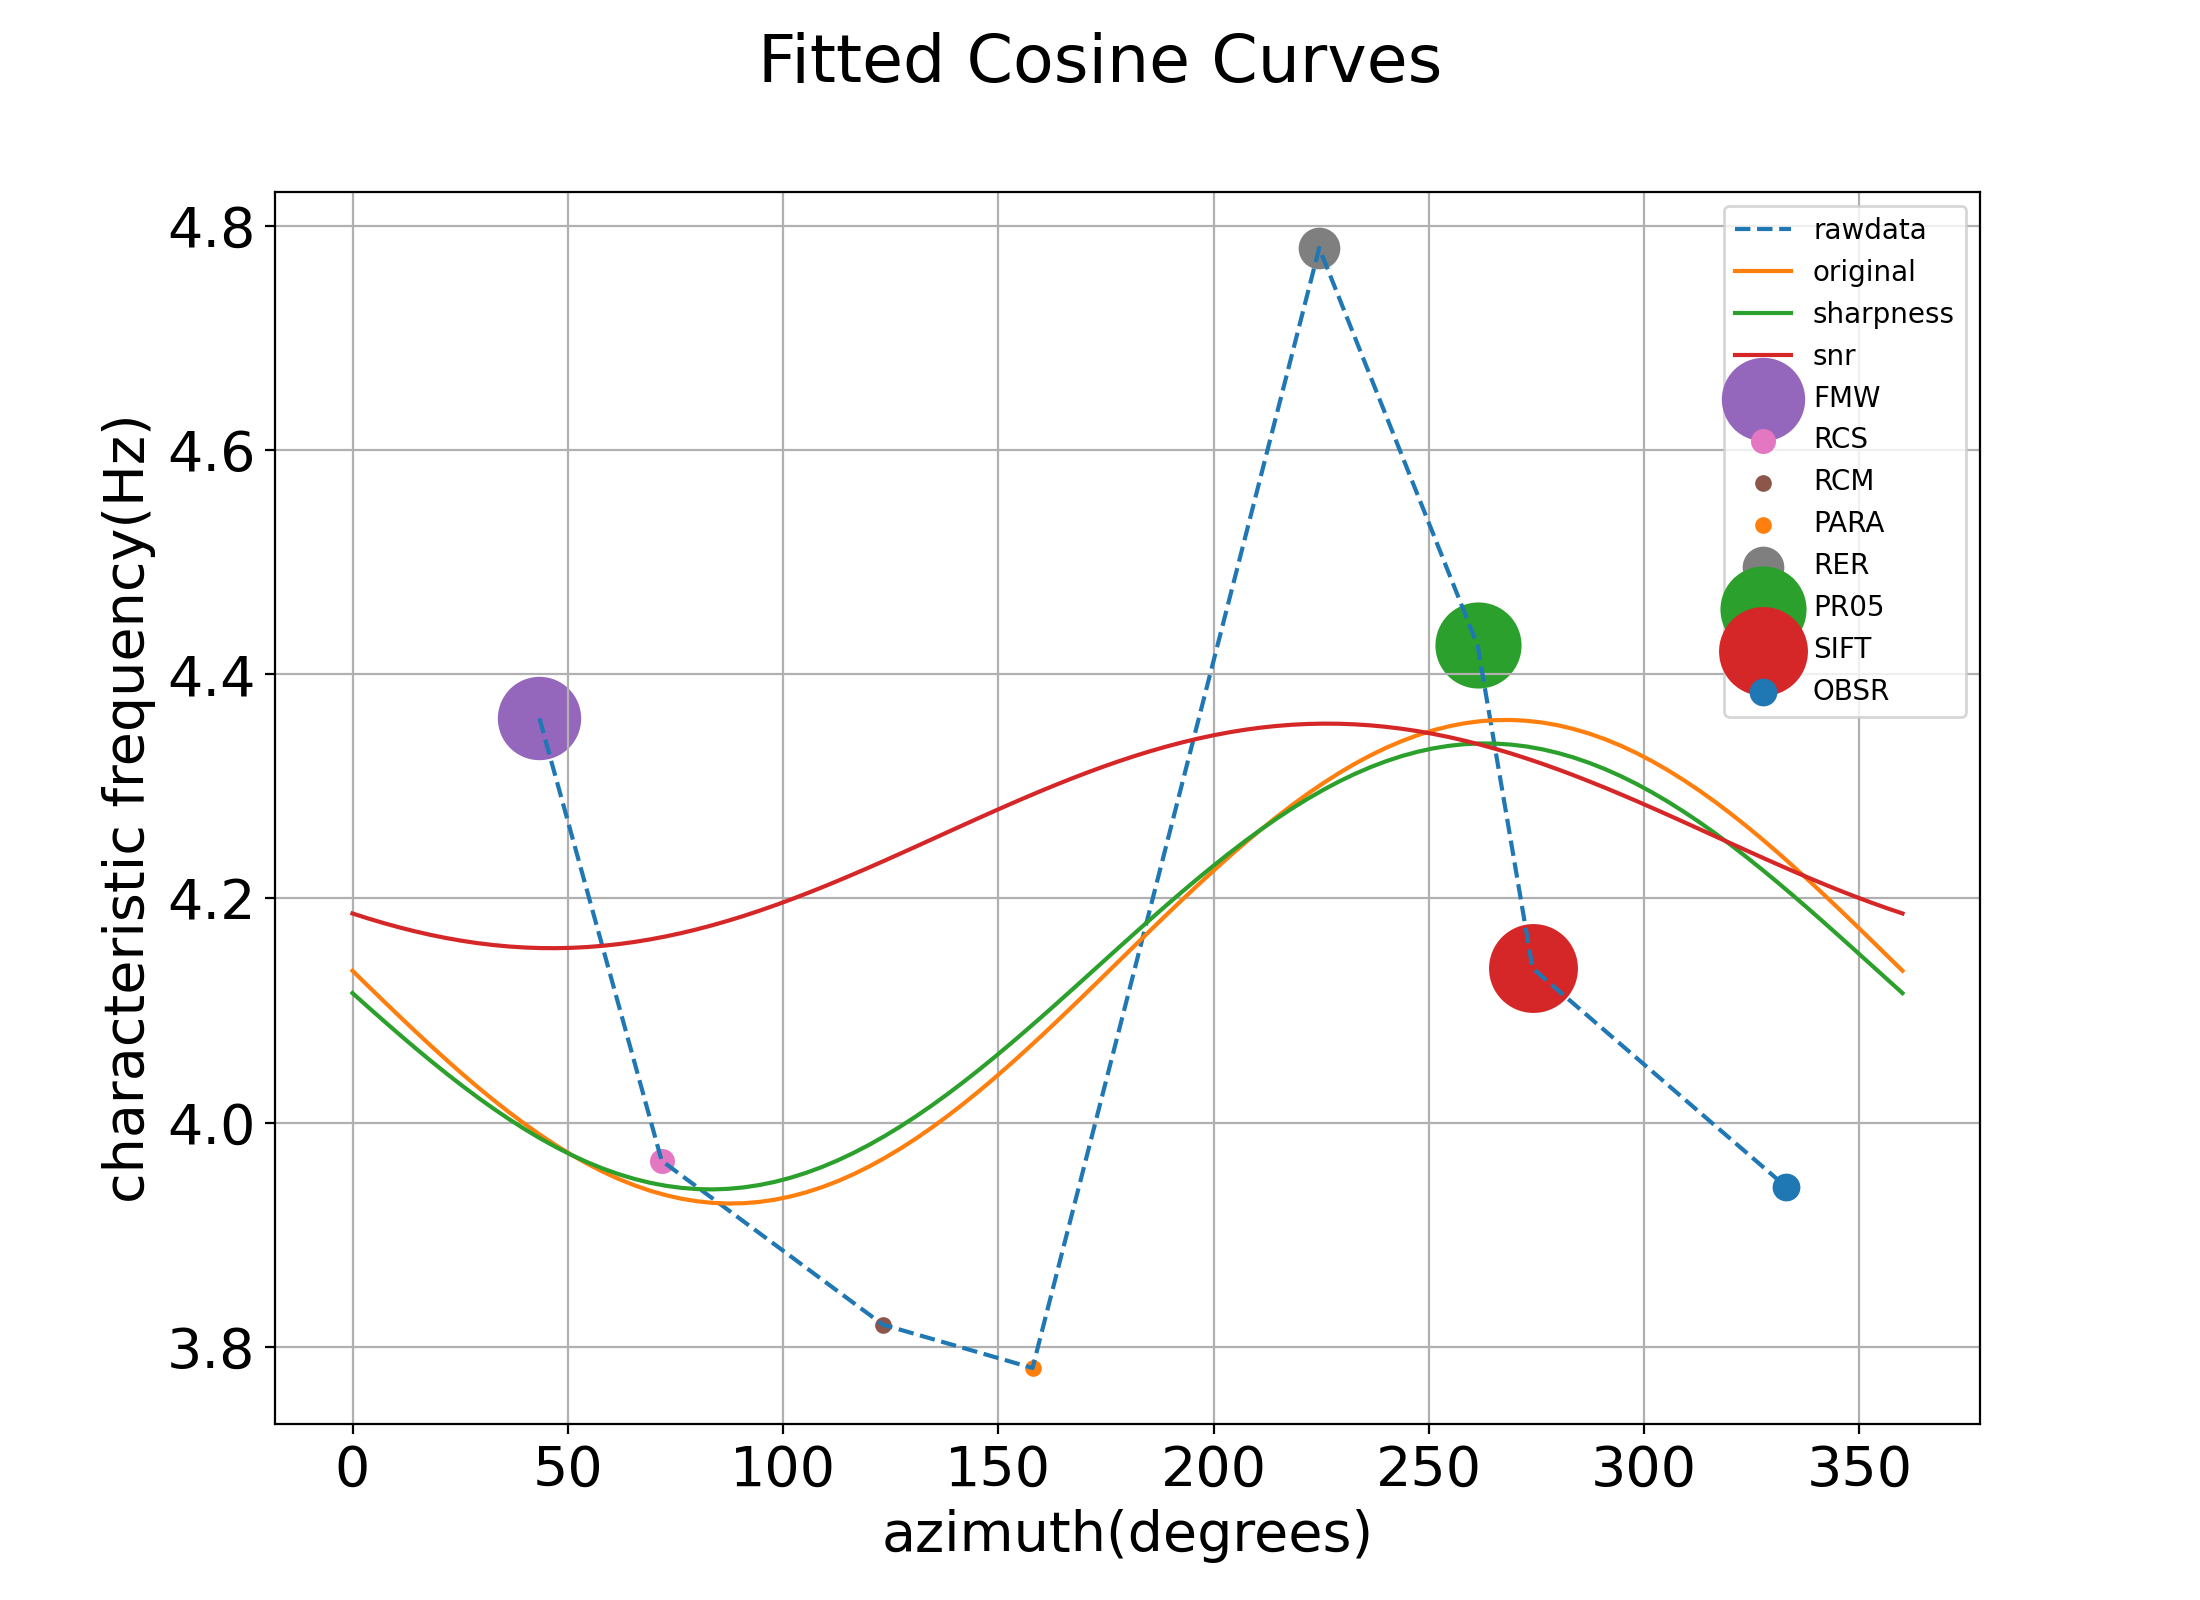 Fitted Cosine Curves
characteristic frequency(Hz)
4.8
4.6
4.4
4.2
4.0
3.8
0 50 100 150 200 250 300 350
azimuth(degrees)
rawdata
original
sharpness
snr
FMW
RCS
RCM
PARA
RER
PR05
SIFT
OBSR